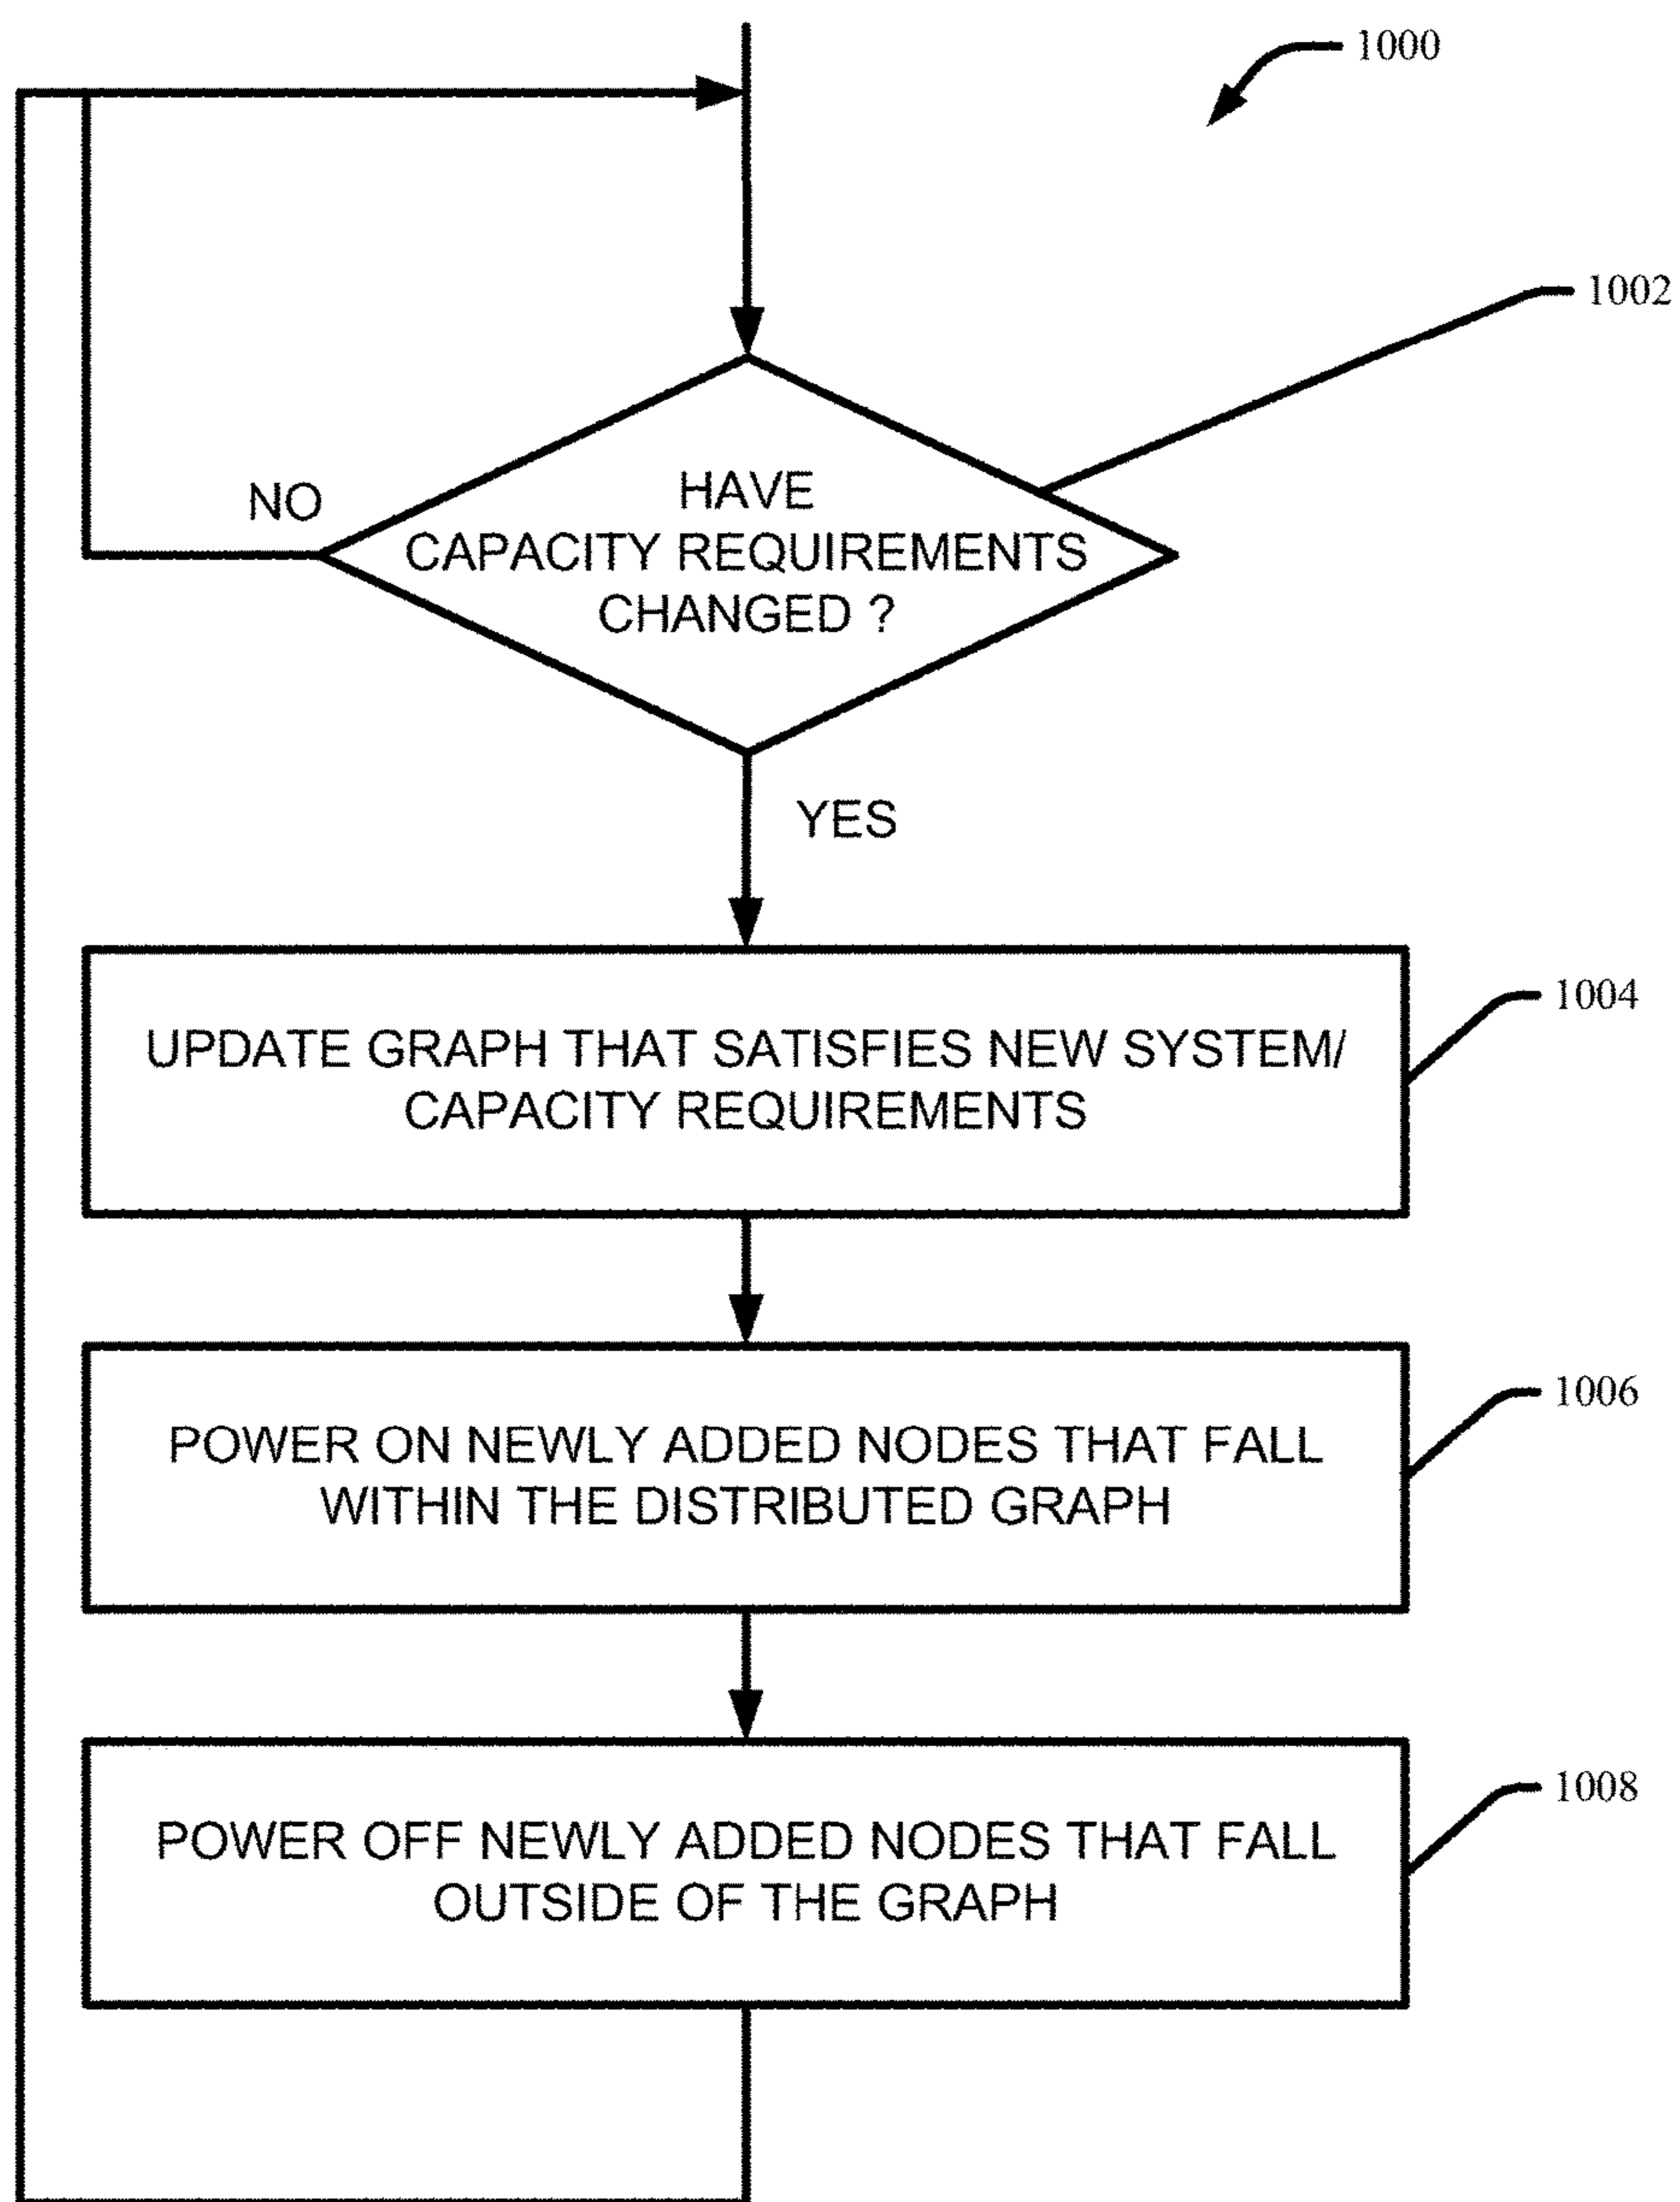 1000
1002
HAVE
NO
CAPACITY REQUIREMENTS
CHANGED ?
YES
1004
UPDATE GRAPH THAT SATISFIES NEW SYSTEM/
CAPACITY REQUIREMENTS
1006
POWER ON NEWLY ADDED NODES THAT FALL
WITHIN THE DISTRIBUTED GRAPH
1008
POWER OFF NEWLY ADDED NODES THAT FALL
OUTSIDE OF THE GRAPH